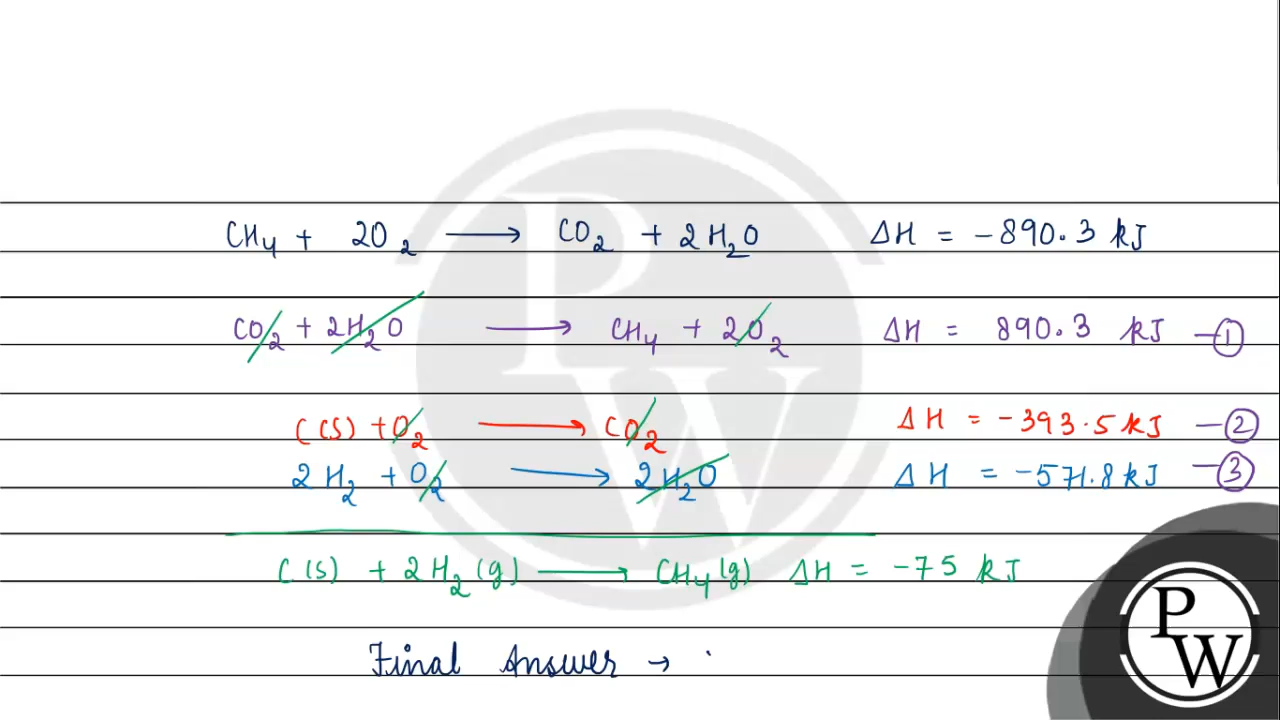 CH₄ + 2O₂ ⟶ CO₂ + 2H₂O ΔH = -890.3 kJ
CO₂ + 2H₂O ⟶ CH₄ + 2O₂ ΔH = 890.3 kJ —①
C(S) + O₂ ⟶ CO₂ ΔH = -393.5 kJ —②
2H₂ + O₂ ⟶ 2H₂O ΔH = -571.8 kJ —③
C(s) + 2H₂(g) ⟶ CH₄(g) ΔH = -75 kJ
Final Answer →
PW
PW